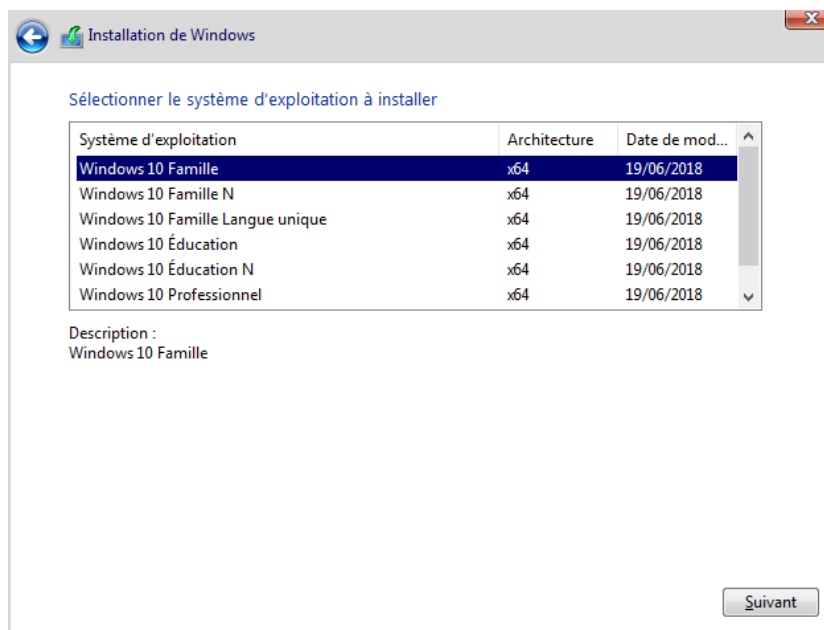 Installation de Windows
Sélectionner le système d'exploitation à installer
Système d'exploitation Architecture Date de mod...
Windows 10 Famille x64 19/06/2018
Windows 10 Famille N x64 19/06/2018
Windows 10 Famille Langue unique x64 19/06/2018
Windows 10 Éducation x64 19/06/2018
Windows 10 Éducation N x64 19/06/2018
Windows 10 Professionnel x64 19/06/2018
Description :
Windows 10 Famille
Suivant